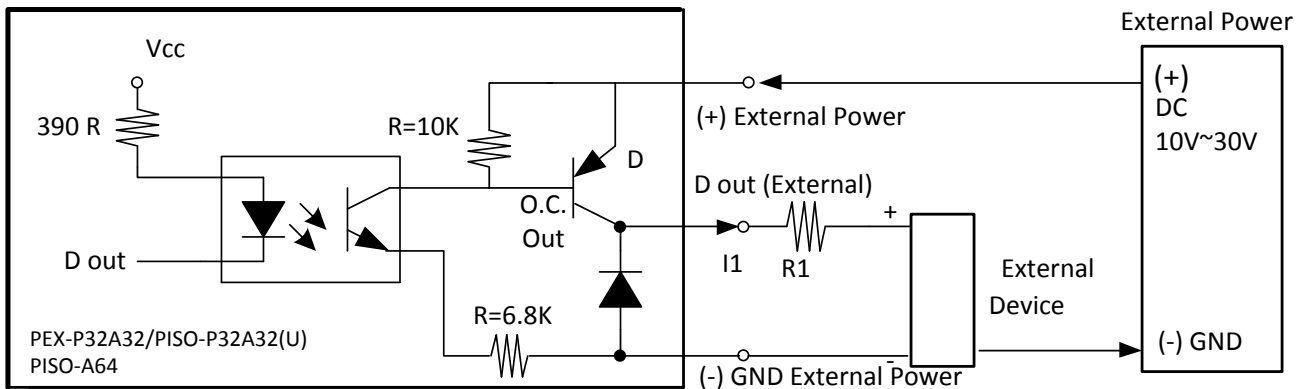 External Power
Vcc
(+)
DC
10V~30V
(+) External Power
390 R
R=10K
D
D out (External)
+
O.C.
Out
I1
R1
External
Device
D out
R=6.8K
PEX-P32A32/PISO-P32A32(U)
PISO-A64
-
(-) GND
(-) GND External Power